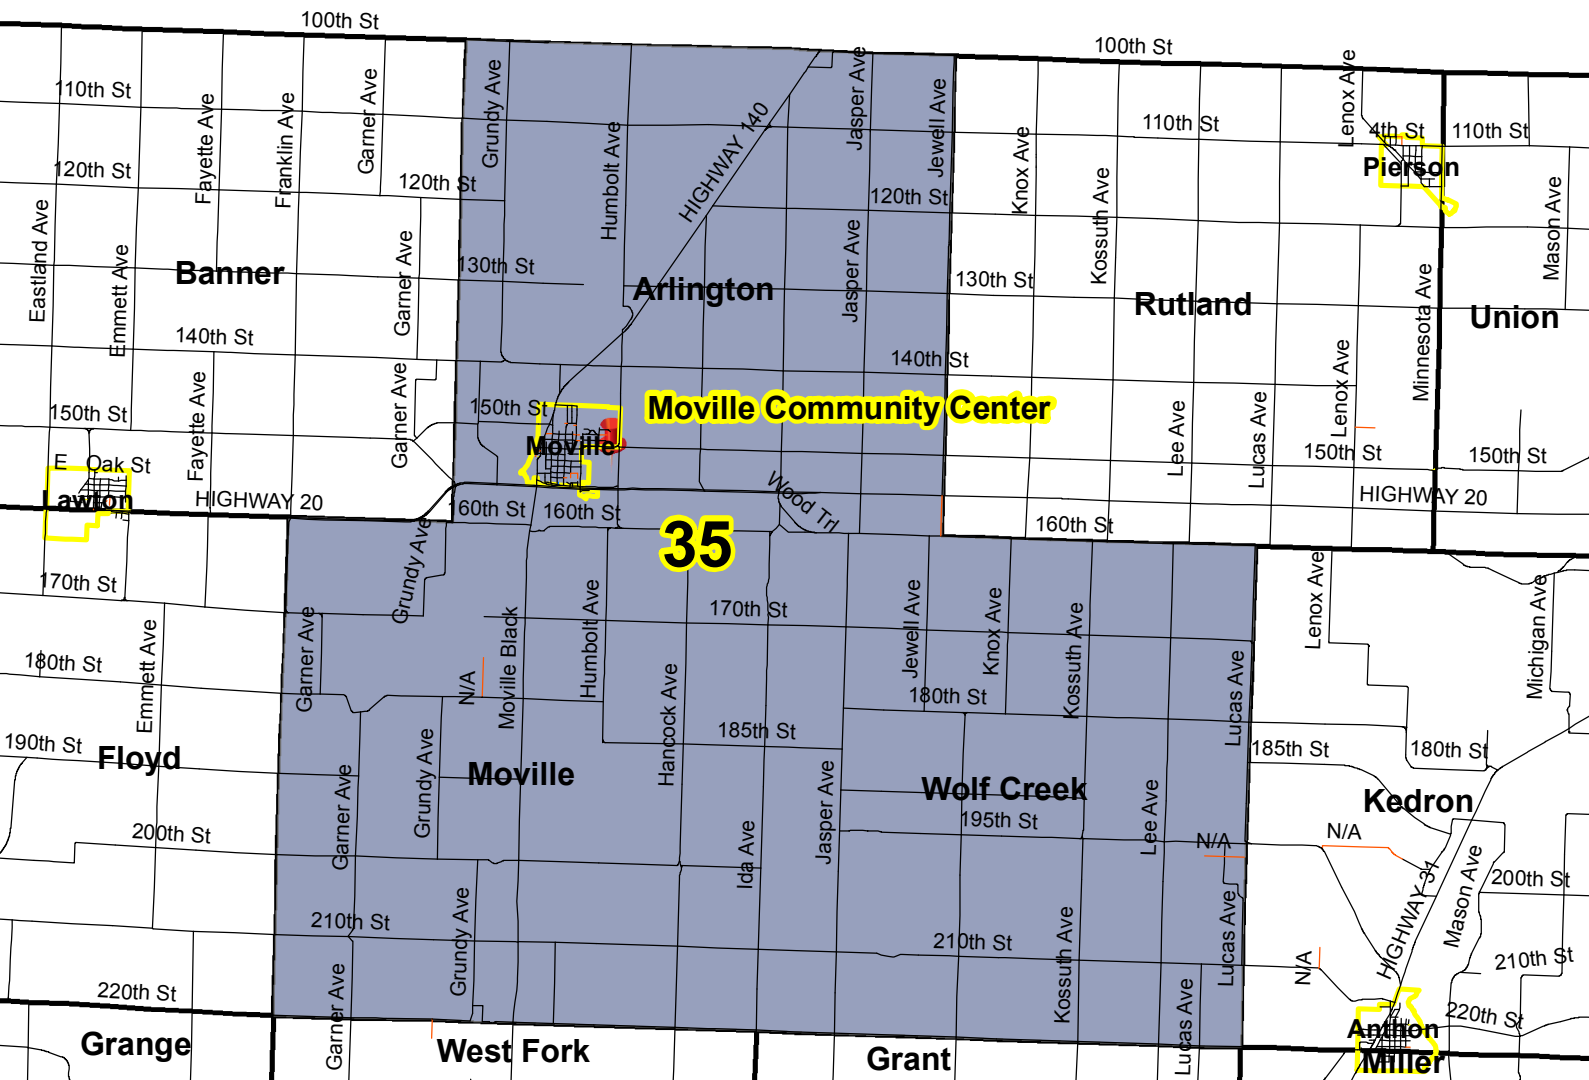 100th St
100th St
110th St
Fayette Ave
Franklin Ave
Garner Ave
Grundy Ave
Humbolt Ave
HIGHWAY 140
Jasper Ave
Jewell Ave
Knox Ave
110th St
Lenox Ave
4th St
110th St
Pierson
120th St
120th St
120th St
Kossuth Ave
Mason Ave
Eastland Ave
Emmett Ave
Banner
Garner Ave
130th St
Arlington
Jasper Ave
130th St
Rutland
Minnesota Ave
Union
140th St
140th St
Fayette Ave
Garner Ave
150th St
150th St
Moville Community Center
Moville
Lee Ave
Lucas Ave
Lenox Ave
150th St
150th St
E Oak St
Lawton
HIGHWAY 20
HIGHWAY 20
160th St
160th St
Wood Trl
160th St
35
Grundy Ave
170th St
170th St
Garner Ave
Moville Black
Humbolt Ave
Jewell Ave
Knox Ave
Kossuth Ave
Lenox Ave
Michigan Ave
180th St
Emmett Ave
N/A
Hancock Ave
180th St
Lucas Ave
190th St
Floyd
185th St
185th St
180th St
Moville
Wolf Creek
Kedron
Garner Ave
Grundy Ave
Jasper Ave
Ida Ave
195th St
Lee Ave
N/A
N/A
200th St
HIGHWAY 31
Mason Ave
200th St
210th St
Grundy Ave
210th St
Kossuth Ave
Lucas Ave
N/A
210th St
220th St
Garner Ave
Lucas Ave
220th St
Anthon
Grange
West Fork
Grant
Miller